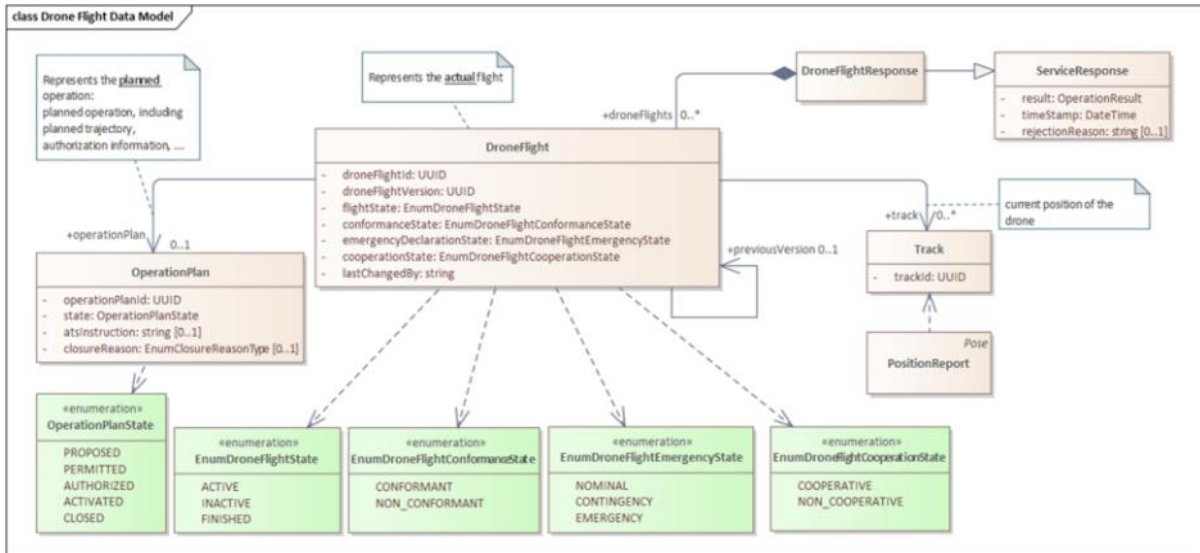 class Drone Flight Data Model
Represents the planned
operation:
planned operation, including
planned trajectory,
authorization information, ...
Represents the actual flight
DroneFlightResponse
ServiceResponse
- result: OperationResult
- timeStamp: DateTime
- rejectionReason: string [0..1]
+droneFlights 0..*
DroneFlight
- droneFlightId: UUID
- droneFlightVersion: UUID
- flightState: EnumDroneFlightState
- conformanceState: EnumDroneFlightConformanceState
- emergencyDeclarationState: EnumDroneFlightEmergencyState
- cooperationState: EnumDroneFlightCooperationState
- lastChangedBy: string
current position of the
drone
+operationPlan
0..1
+track 0..*
+previousVersion 0..1
OperationPlan
- operationPlanId: UUID
- state: OperationPlanState
- atsInstruction: string [0..1]
- closureReason: EnumClosureReasonType [0..1]
Track
- trackId: UUID
Pose
PositionReport
«enumeration»
OperationPlanState
PROPOSED
PERMITTED
AUTHORIZED
ACTIVATED
CLOSED
«enumeration»
EnumDroneFlightState
ACTIVE
INACTIVE
FINISHED
«enumeration»
EnumDroneFlightConformanceState
CONFORMANT
NON_CONFORMANT
«enumeration»
EnumDroneFlightEmergencyState
NOMINAL
CONTINGENCY
EMERGENCY
«enumeration»
EnumDroneFlightCooperationState
COOPERATIVE
NON_COOPERATIVE